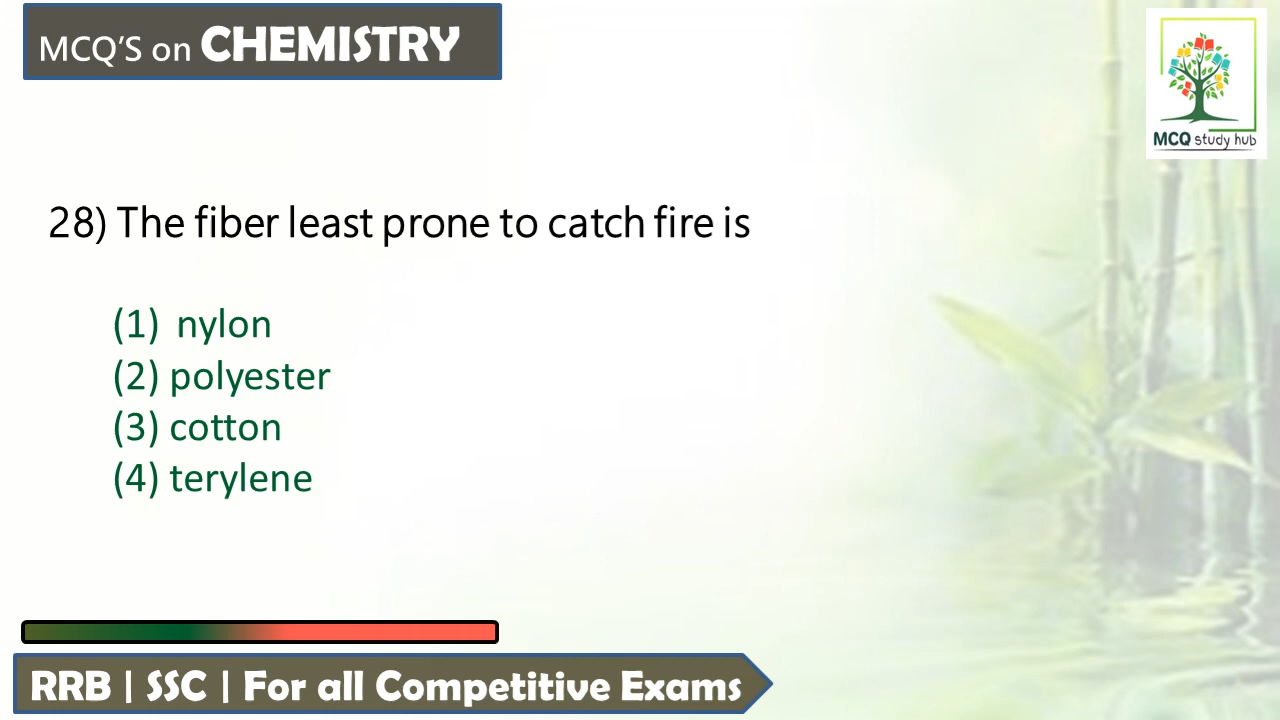 MCQ'S on CHEMISTRY
MCQ study hub
28) The fiber least prone to catch fire is
(1) nylon
(2) polyester
(3) cotton
(4) terylene
RRB | SSC | For all Competitive Exams